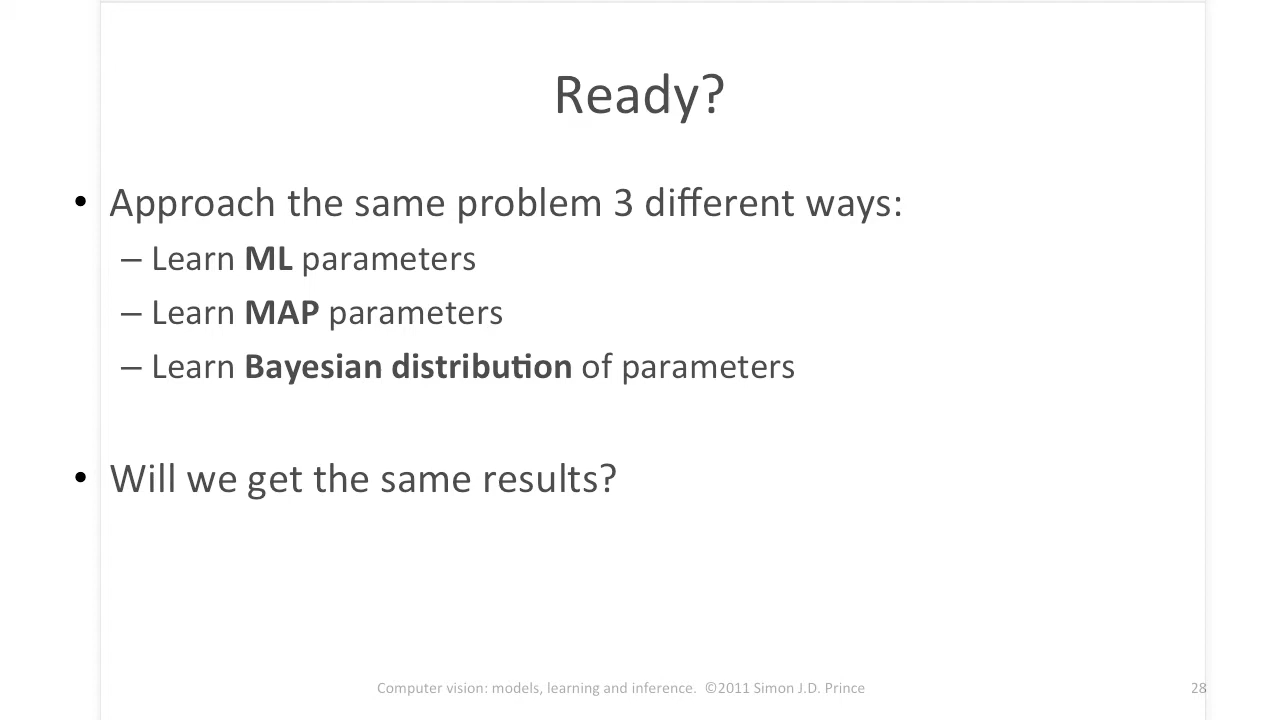 Ready?
• Approach the same problem 3 different ways:
– Learn ML parameters
– Learn MAP parameters
– Learn Bayesian distribution of parameters
• Will we get the same results?
Computer vision: models, learning and inference. ©2011 Simon J.D. Prince
28